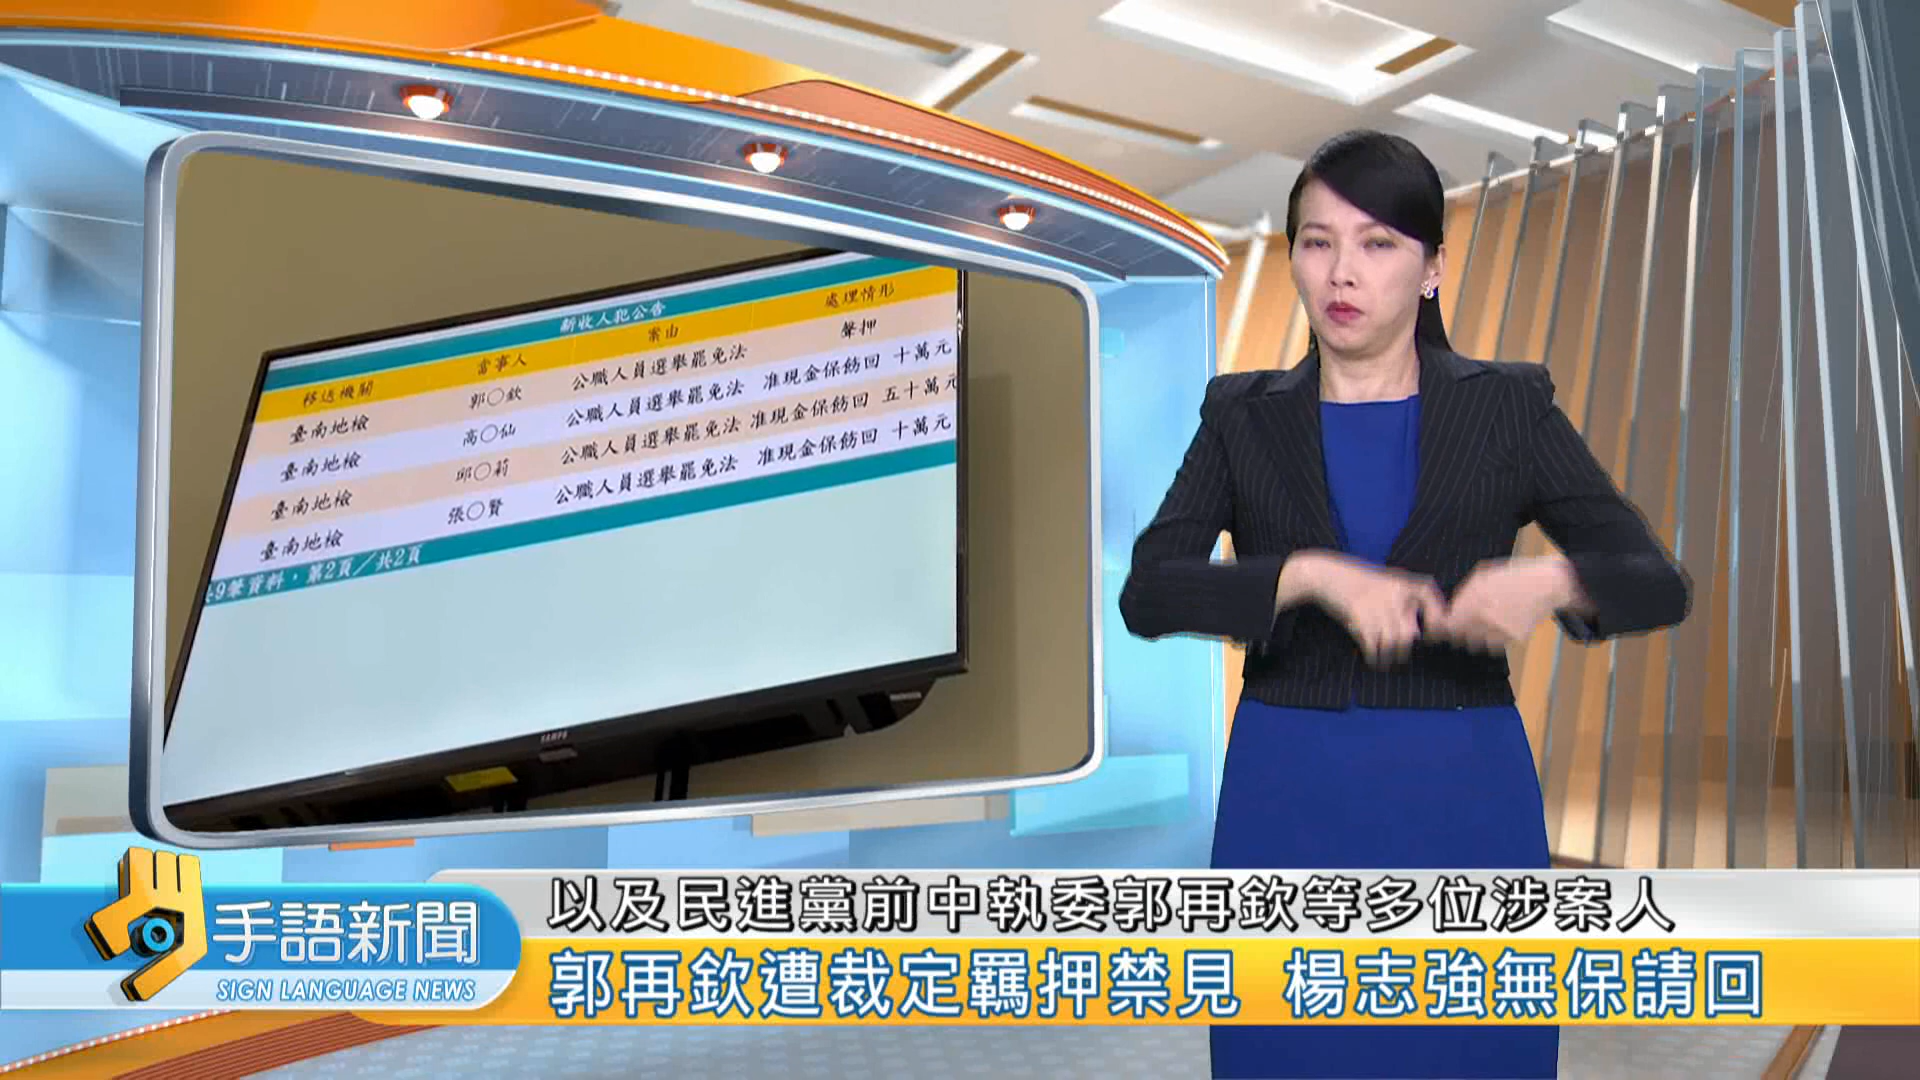 新收人犯公告
移送機關 當事人 案由 處理情形
臺南地檢 郭○欽 公職人員選舉罷免法 聲押
臺南地檢 高○仙 公職人員選舉罷免法 准現金保飭回 十萬元
臺南地檢 邱○莉 公職人員選舉罷免法 准現金保飭回 五十萬元
臺南地檢 張○賢 公職人員選舉罷免法 准現金保飭回 十萬元
共9筆資料，第2頁／共2頁
SAMPO
手語新聞
SIGN LANGUAGE NEWS
以及民進黨前中執委郭再欽等多位涉案人
郭再欽遭裁定羈押禁見 楊志強無保請回